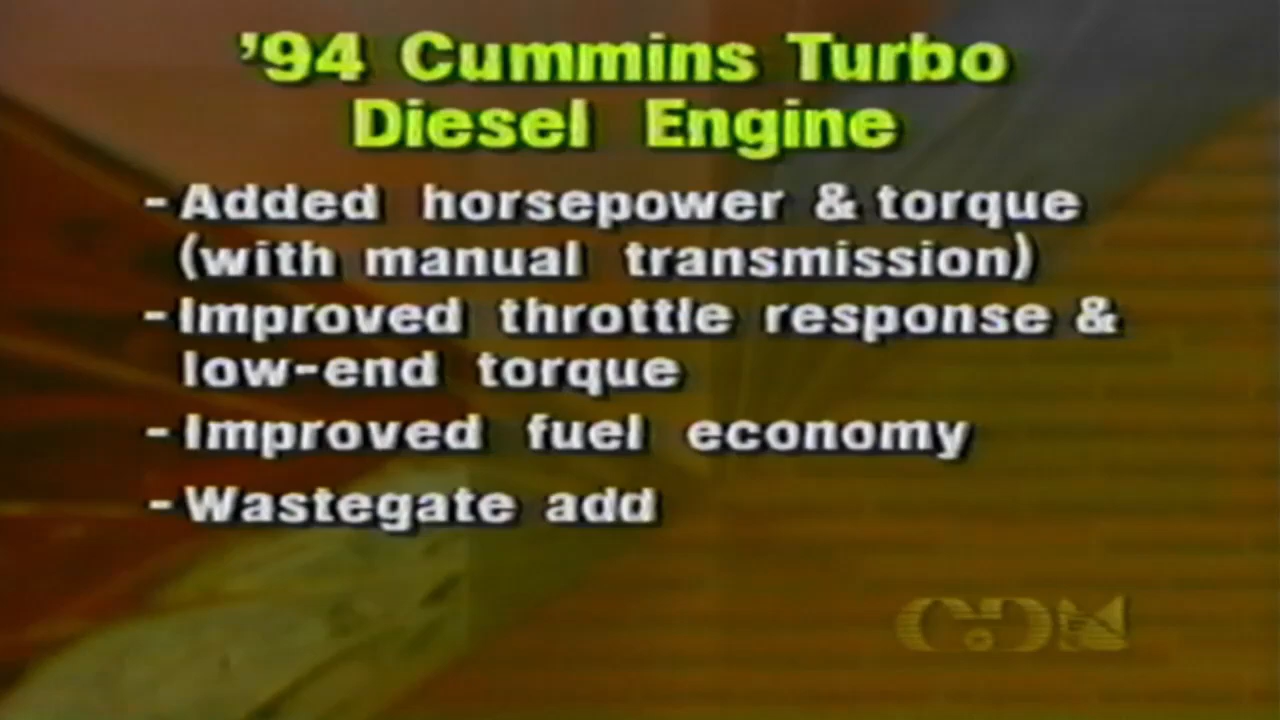 '94 Cummins Turbo
Diesel Engine
-Added horsepower & torque
(with manual transmission)
-Improved throttle response &
low-end torque
-Improved fuel economy
-Wastegate add